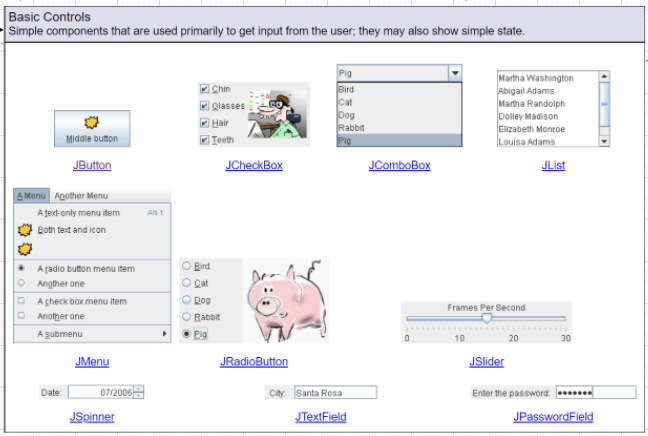 Basic Controls
Simple components that are used primarily to get input from the user; they may also show simple state.
Middle button
JButton
Chin
Glasses
Hair
Teeth
JCheckBox
Pig
Bird
Cat
Dog
Rabbit
Pig
JComboBox
Martha Washington
Abigail Adams
Martha Randolph
Dolley Madison
Elizabeth Monroe
Louisa Adams
JList
A Menu Another Menu
A text-only menu item Alt-1
Both text and icon
A radio button menu item
Another one
A check box menu item
Another one
A submenu
JMenu
Bird
Cat
Dog
Rabbit
Pig
JRadioButton
Frames Per Second
0 10 20 30
JSlider
Date: 07/2006
JSpinner
City: Santa Rosa
JTextField
Enter the password: •••••••
JPasswordField